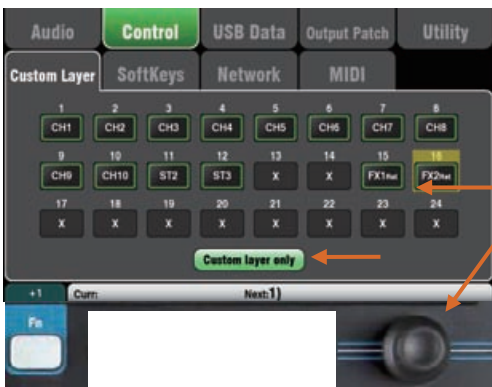 Audio Control USB Data Output Patch Utility
Custom Layer SoftKeys Network MIDI
1 2 3 4 5 6 7 8
CH1 CH2 CH3 CH4 CH5 CH6 CH7 CH8
9 10 11 12 13 14 15 16
CH9 CH10 ST2 ST3 X X FX1Ret FX2Ret
17 18 19 20 21 22 23 24
X X X X X X X X
Custom layer only
+1 Curr: Next:1)
Fn